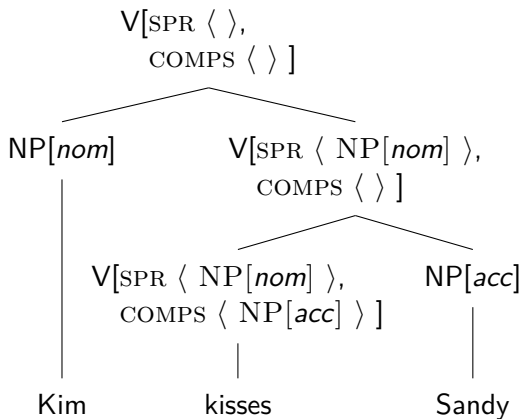 V[SPR ⟨ ⟩,
COMPS ⟨ ⟩ ]
NP[nom]
V[SPR ⟨ NP[nom] ⟩,
COMPS ⟨ ⟩ ]
V[SPR ⟨ NP[nom] ⟩,
COMPS ⟨ NP[acc] ⟩ ]
NP[acc]
Kim kisses Sandy